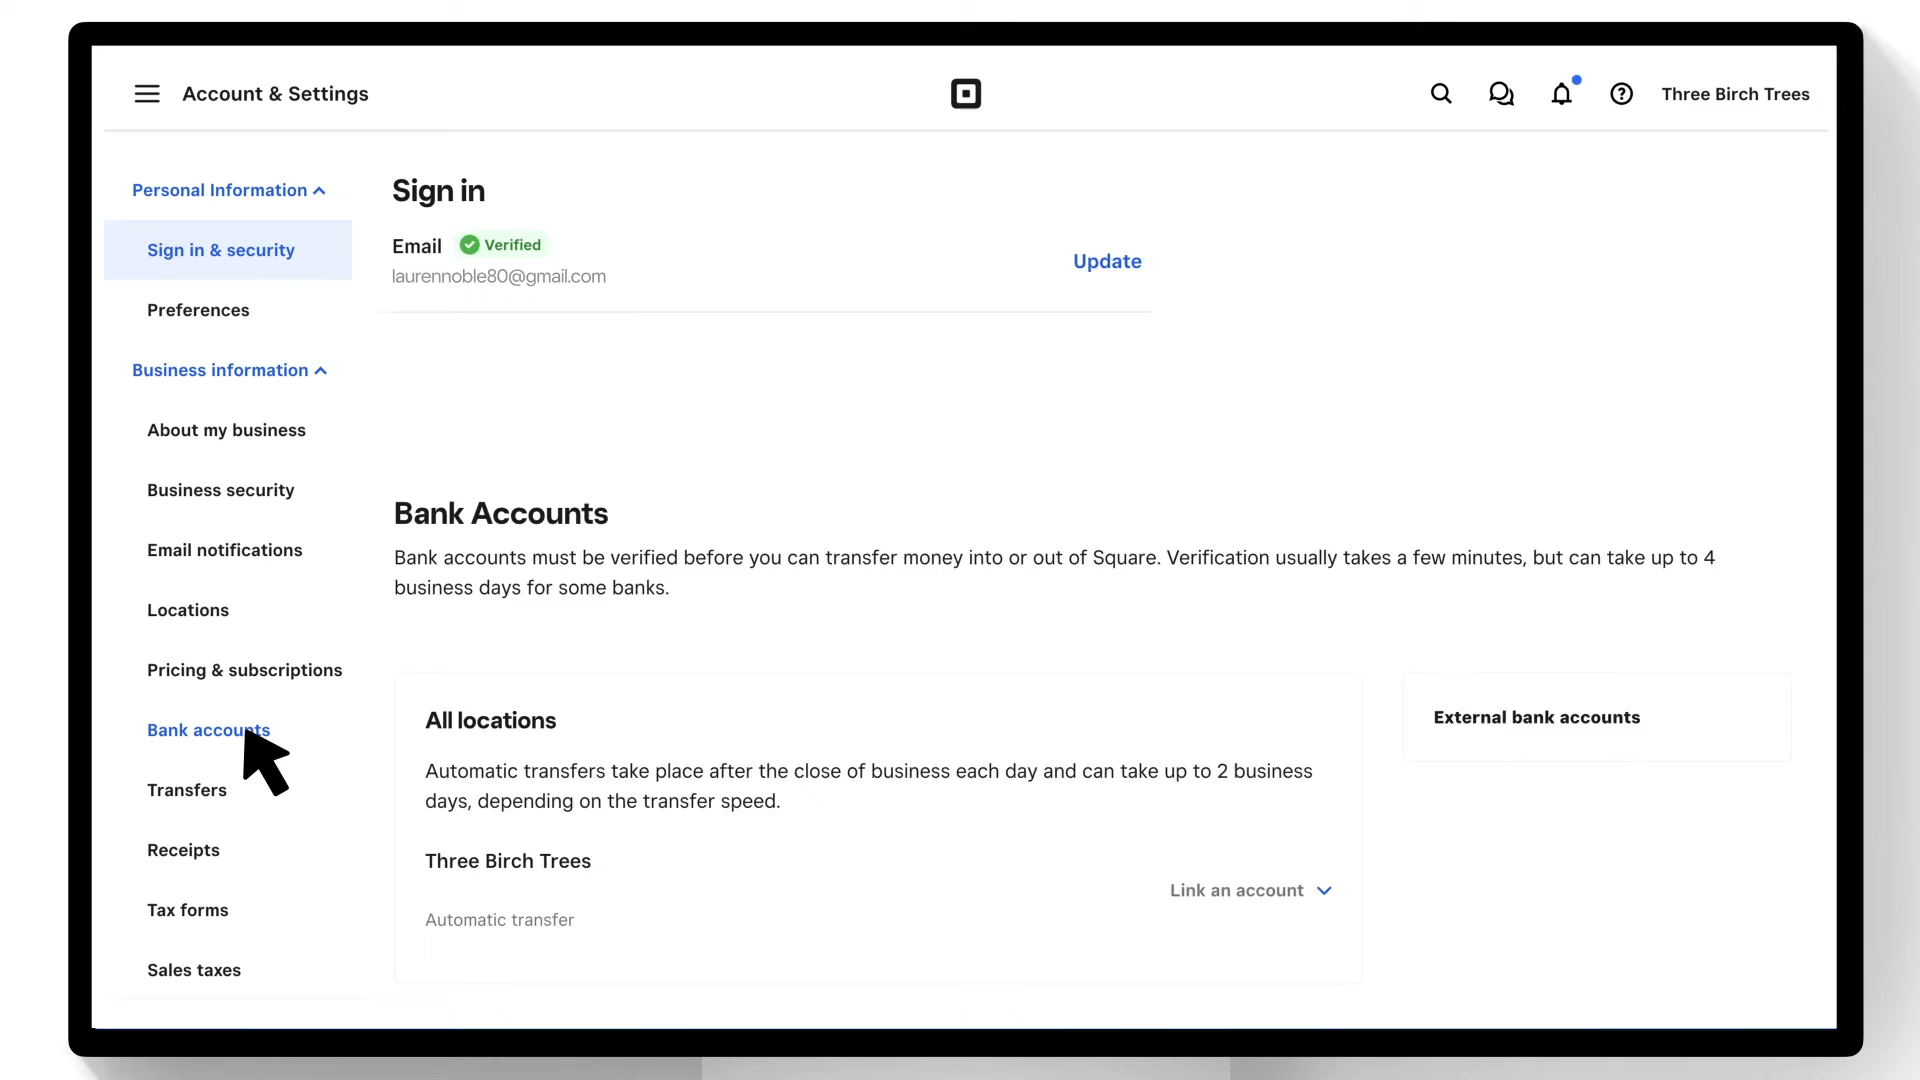 Account & Settings
Three Birch Trees
Personal Information
Sign in & security
Preferences
Business information
About my business
Business security
Email notifications
Locations
Pricing & subscriptions
Bank accounts
Transfers
Receipts
Tax forms
Sales taxes
Sign in
Email Verified
laurennoble80@gmail.com
Update
Bank Accounts
Bank accounts must be verified before you can transfer money into or out of Square. Verification usually takes a few minutes, but can take up to 4
business days for some banks.
All locations
Automatic transfers take place after the close of business each day and can take up to 2 business
days, depending on the transfer speed.
Three Birch Trees
Link an account
Automatic transfer
External bank accounts